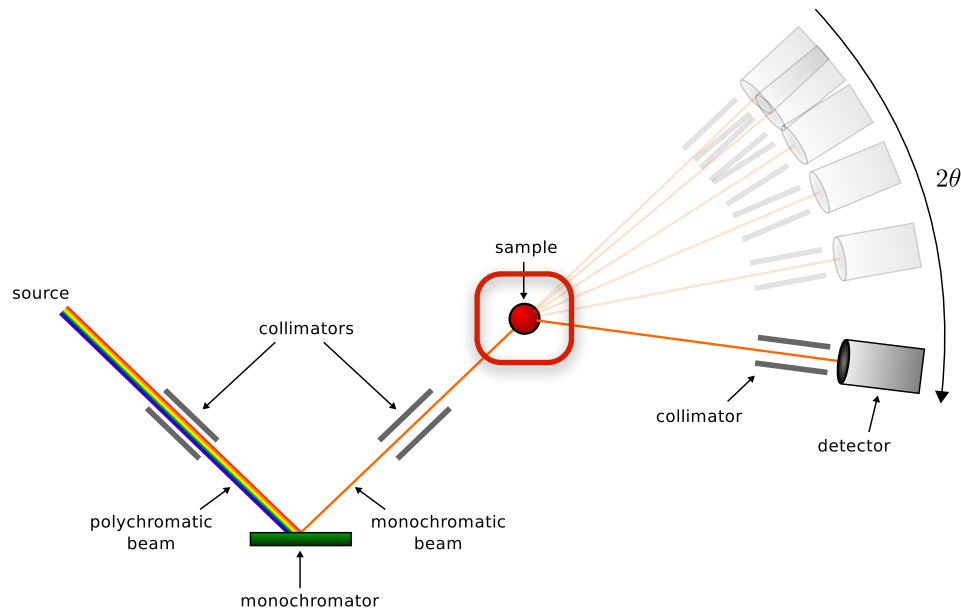 2θ
sample
source
collimators
collimator
detector
polychromatic
beam
monochromatic
beam
monochromator